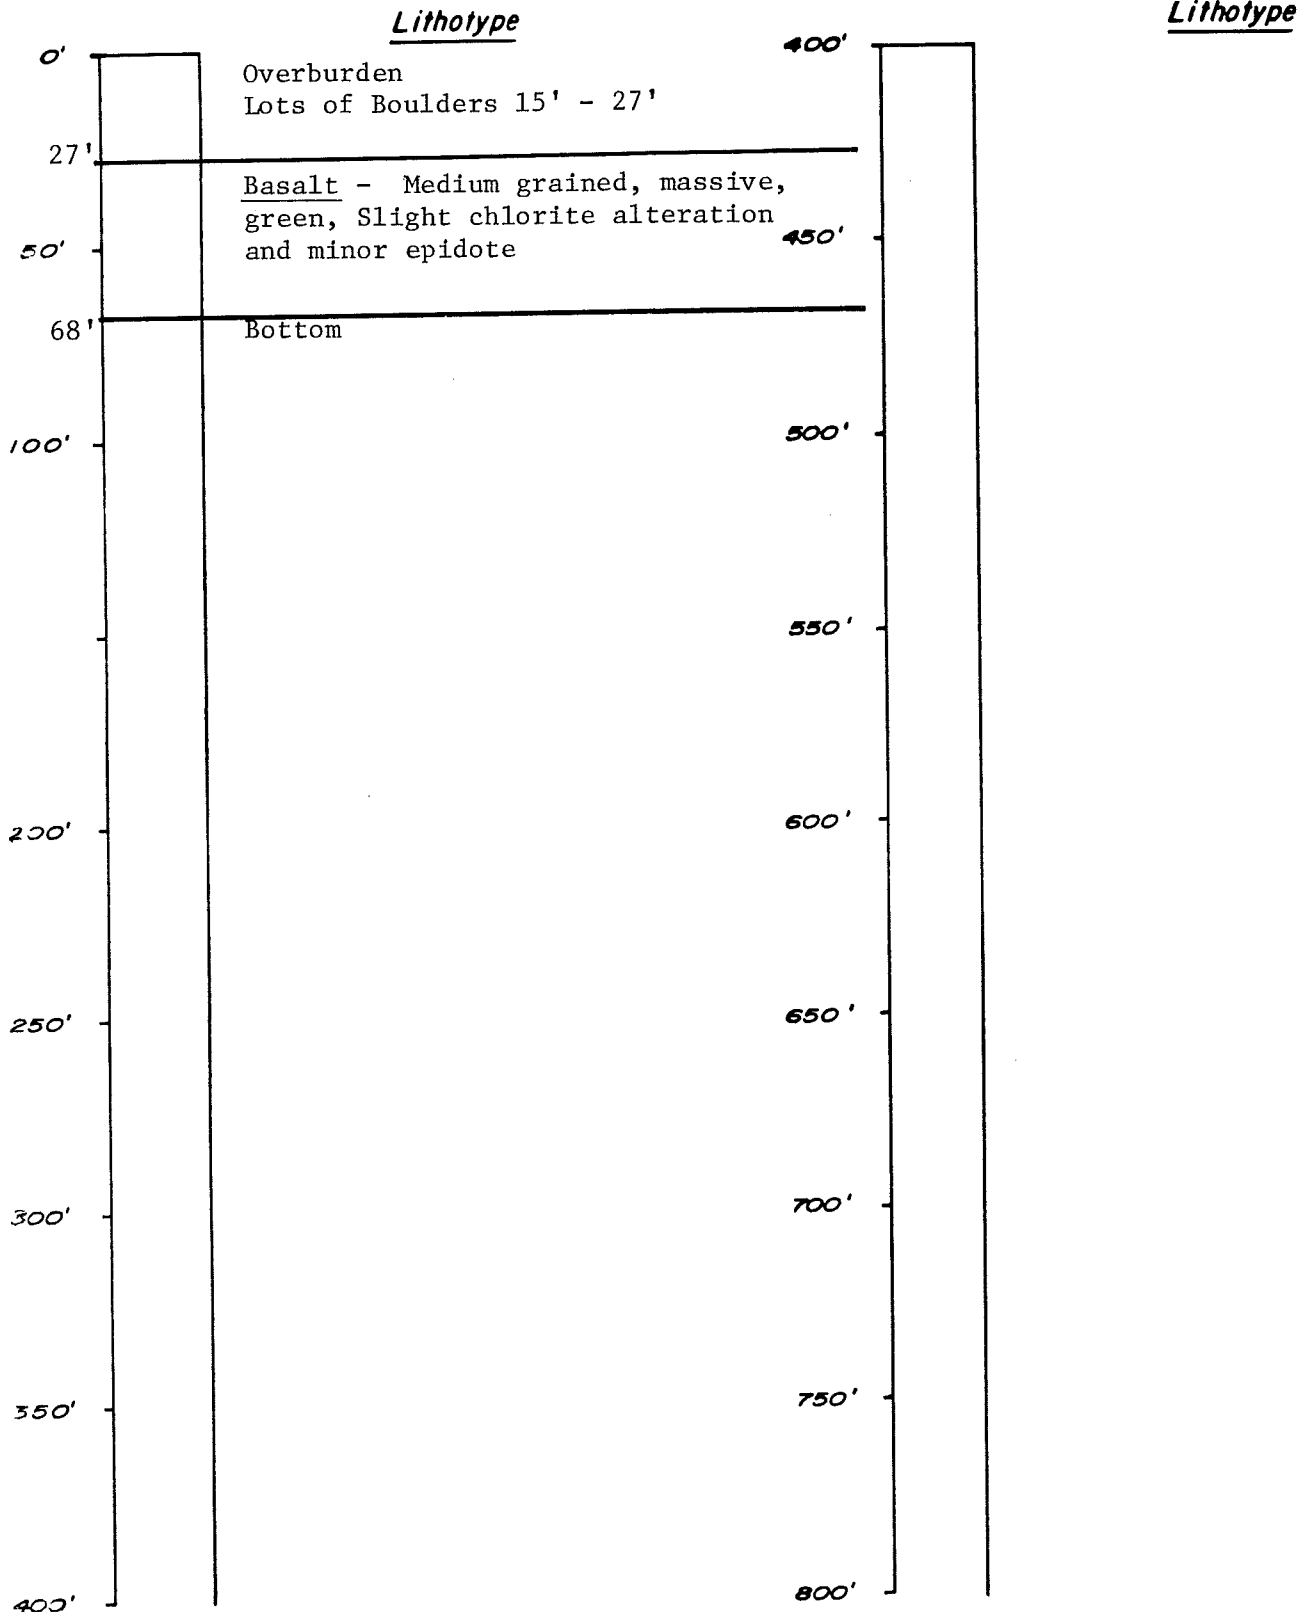 Lithotype
0'
Overburden
Lots of Boulders 15' - 27'
27'
Basalt - Medium grained, massive,
green, Slight chlorite alteration
and minor epidote
50'
68'
Bottom
100'
200'
250'
300'
350'
400'
Lithotype
400'
450'
500'
550'
600'
650'
700'
750'
800'